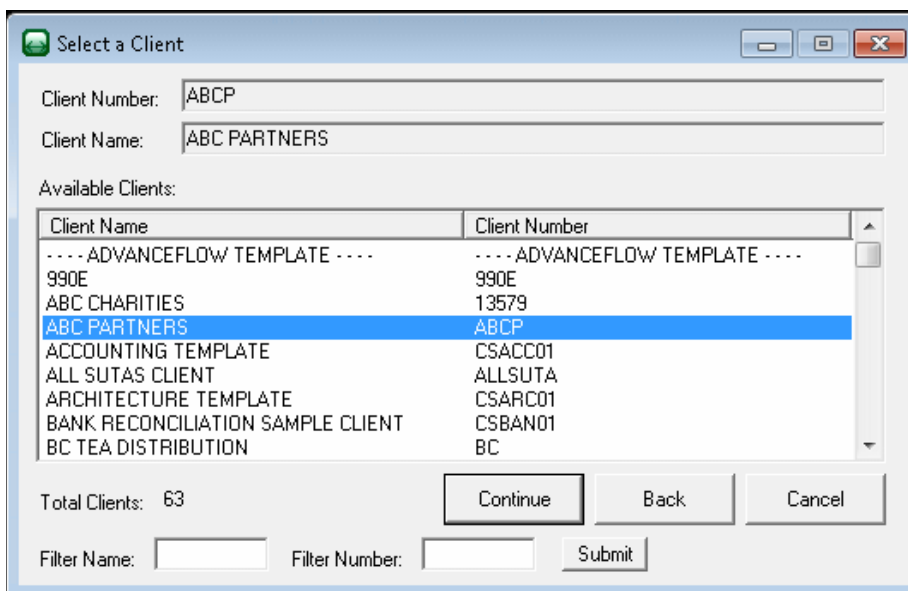 Select a Client
Client Number: ABCP
Client Name: ABC PARTNERS
Available Clients:
Client Name Client Number
- - - - ADVANCEFLOW TEMPLATE - - - - - - - - ADVANCEFLOW TEMPLATE - - - -
990E 990E
ABC CHARITIES 13579
ABC PARTNERS ABCP
ACCOUNTING TEMPLATE CSACC01
ALL SUTAS CLIENT ALLSUTA
ARCHITECTURE TEMPLATE CSARC01
BANK RECONCILIATION SAMPLE CLIENT CSBAN01
BC TEA DISTRIBUTION BC
Total Clients: 63 Continue Back Cancel
Filter Name: Filter Number: Submit